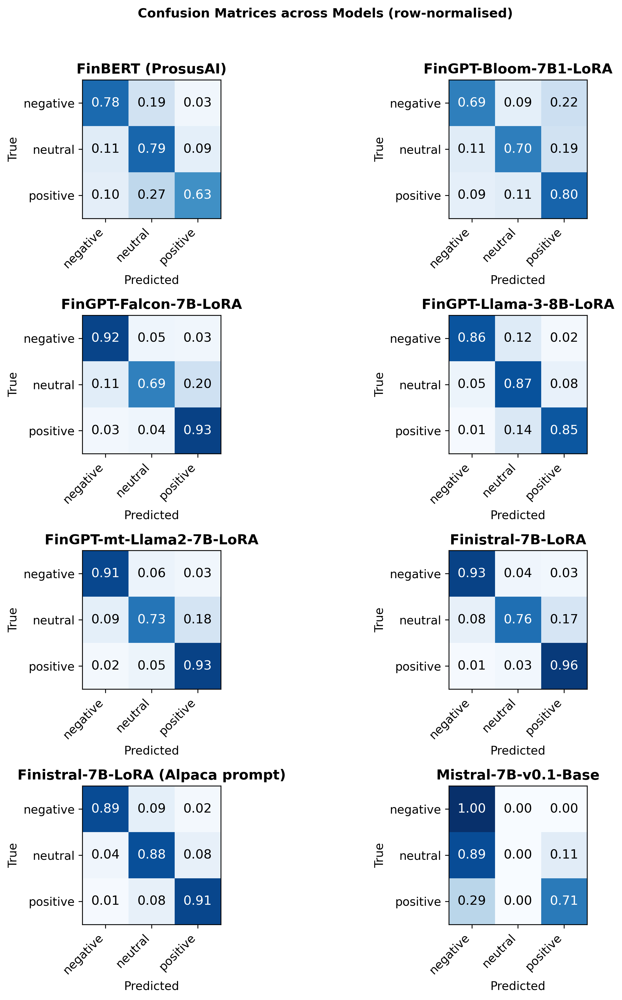 Confusion Matrices across Models (row-normalised)
FinBERT (ProsusAI)
True
negative 0.78 0.19 0.03
neutral 0.11 0.79 0.09
positive 0.10 0.27 0.63
negative neutral positive
Predicted
FinGPT-Bloom-7B1-LoRA
True
negative 0.69 0.09 0.22
neutral 0.11 0.70 0.19
positive 0.09 0.11 0.80
negative neutral positive
Predicted
FinGPT-Falcon-7B-LoRA
True
negative 0.92 0.05 0.03
neutral 0.11 0.69 0.20
positive 0.03 0.04 0.93
negative neutral positive
Predicted
FinGPT-Llama-3-8B-LoRA
True
negative 0.86 0.12 0.02
neutral 0.05 0.87 0.08
positive 0.01 0.14 0.85
negative neutral positive
Predicted
FinGPT-mt-Llama2-7B-LoRA
True
negative 0.91 0.06 0.03
neutral 0.09 0.73 0.18
positive 0.02 0.05 0.93
negative neutral positive
Predicted
Finistral-7B-LoRA
True
negative 0.93 0.04 0.03
neutral 0.08 0.76 0.17
positive 0.01 0.03 0.96
negative neutral positive
Predicted
Finistral-7B-LoRA (Alpaca prompt)
True
negative 0.89 0.09 0.02
neutral 0.04 0.88 0.08
positive 0.01 0.08 0.91
negative neutral positive
Predicted
Mistral-7B-v0.1-Base
True
negative 1.00 0.00 0.00
neutral 0.89 0.00 0.11
positive 0.29 0.00 0.71
negative neutral positive
Predicted